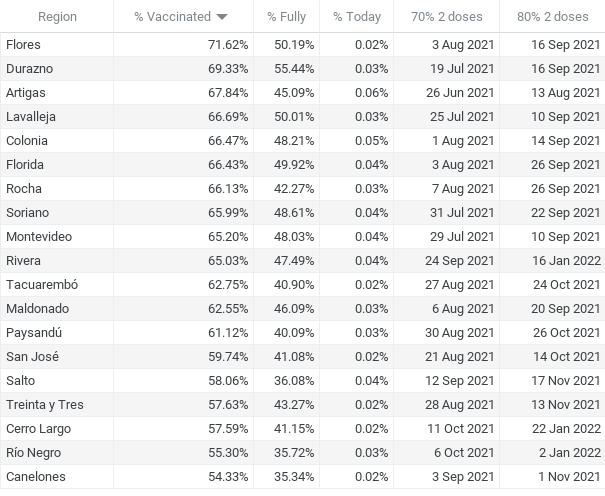 Region % Vaccinated % Fully % Today 70% 2 doses 80% 2 doses
Flores 71.62% 50.19% 0.02% 3 Aug 2021 16 Sep 2021
Durazno 69.33% 55.44% 0.03% 19 Jul 2021 16 Sep 2021
Artigas 67.84% 45.09% 0.06% 26 Jun 2021 13 Aug 2021
Lavalleja 66.69% 50.01% 0.03% 25 Jul 2021 10 Sep 2021
Colonia 66.47% 48.21% 0.05% 1 Aug 2021 14 Sep 2021
Florida 66.43% 49.92% 0.04% 3 Aug 2021 26 Sep 2021
Rocha 66.13% 42.27% 0.03% 7 Aug 2021 26 Sep 2021
Soriano 65.99% 48.61% 0.04% 31 Jul 2021 22 Sep 2021
Montevideo 65.20% 48.03% 0.04% 29 Jul 2021 10 Sep 2021
Rivera 65.03% 47.49% 0.04% 24 Sep 2021 16 Jan 2022
Tacuarembó 62.75% 40.90% 0.02% 27 Aug 2021 24 Oct 2021
Maldonado 62.55% 46.09% 0.03% 6 Aug 2021 20 Sep 2021
Paysandú 61.12% 40.09% 0.03% 30 Aug 2021 26 Oct 2021
San José 59.74% 41.08% 0.02% 21 Aug 2021 14 Oct 2021
Salto 58.06% 36.08% 0.04% 12 Sep 2021 17 Nov 2021
Treinta y Tres 57.63% 43.27% 0.02% 28 Aug 2021 13 Nov 2021
Cerro Largo 57.59% 41.15% 0.02% 11 Oct 2021 22 Jan 2022
Río Negro 55.30% 35.72% 0.03% 6 Oct 2021 2 Jan 2022
Canelones 54.33% 35.34% 0.02% 3 Sep 2021 1 Nov 2021